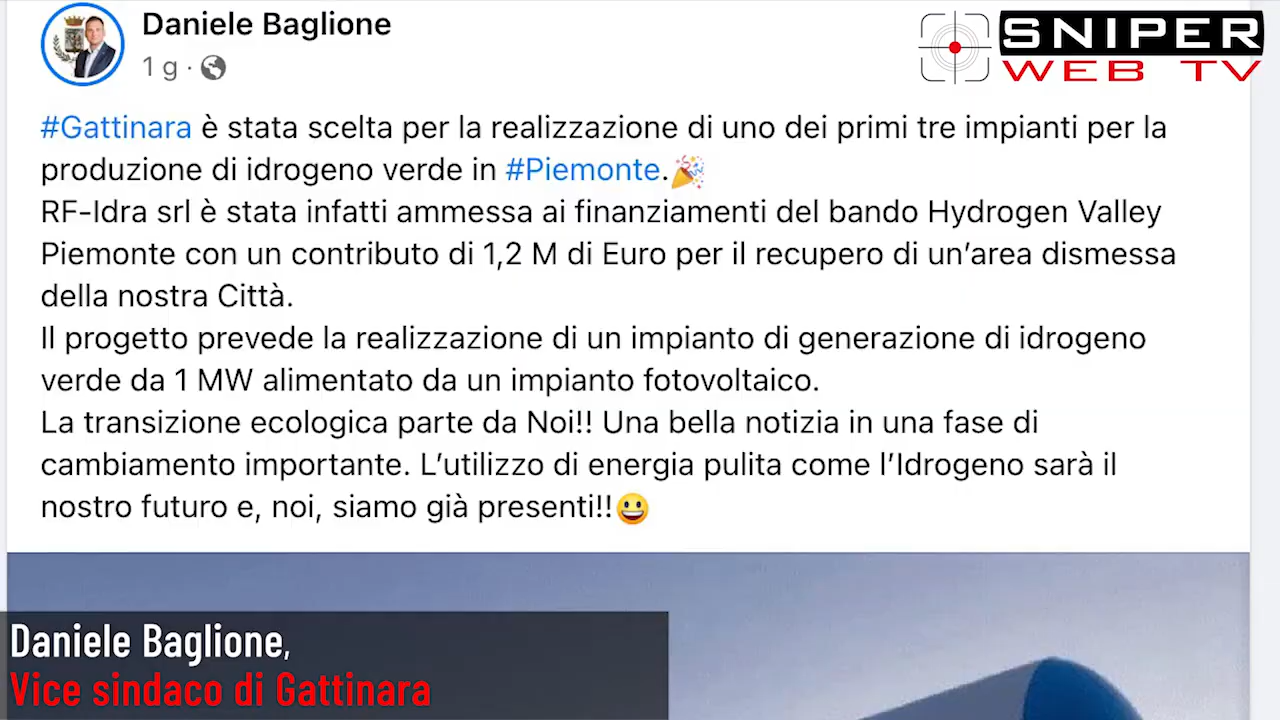 Daniele Baglione
1 g ·
SNIPER
WEB TV
#Gattinara è stata scelta per la realizzazione di uno dei primi tre impianti per la
produzione di idrogeno verde in #Piemonte.🎉
RF-Idra srl è stata infatti ammessa ai finanziamenti del bando Hydrogen Valley
Piemonte con un contributo di 1,2 M di Euro per il recupero di un’area dismessa
della nostra Città.
Il progetto prevede la realizzazione di un impianto di generazione di idrogeno
verde da 1 MW alimentato da un impianto fotovoltaico.
La transizione ecologica parte da Noi!! Una bella notizia in una fase di
cambiamento importante. L’utilizzo di energia pulita come l’Idrogeno sarà il
nostro futuro e, noi, siamo già presenti!!😀
Daniele Baglione,
Vice sindaco di Gattinara